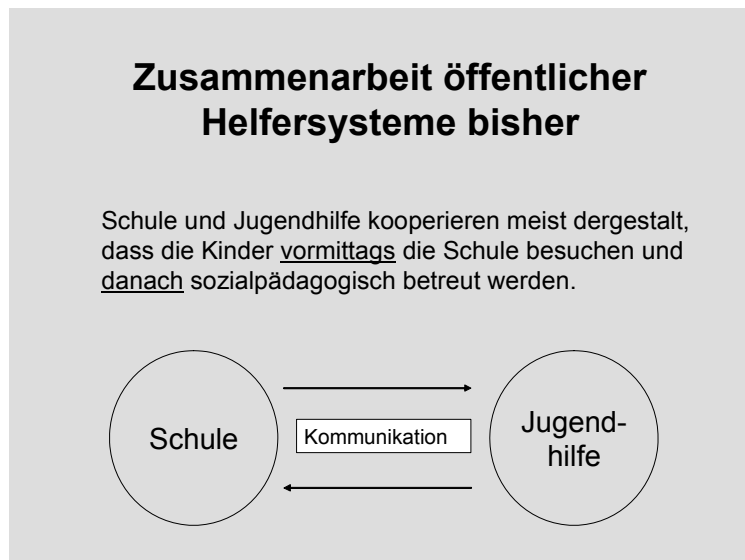 Zusammenarbeit öffentlicher
Helfersysteme bisher
Schule und Jugendhilfe kooperieren meist dergestalt,
dass die Kinder vormittags die Schule besuchen und
danach sozialpädagogisch betreut werden.
Schule
Kommunikation
Jugend-
hilfe